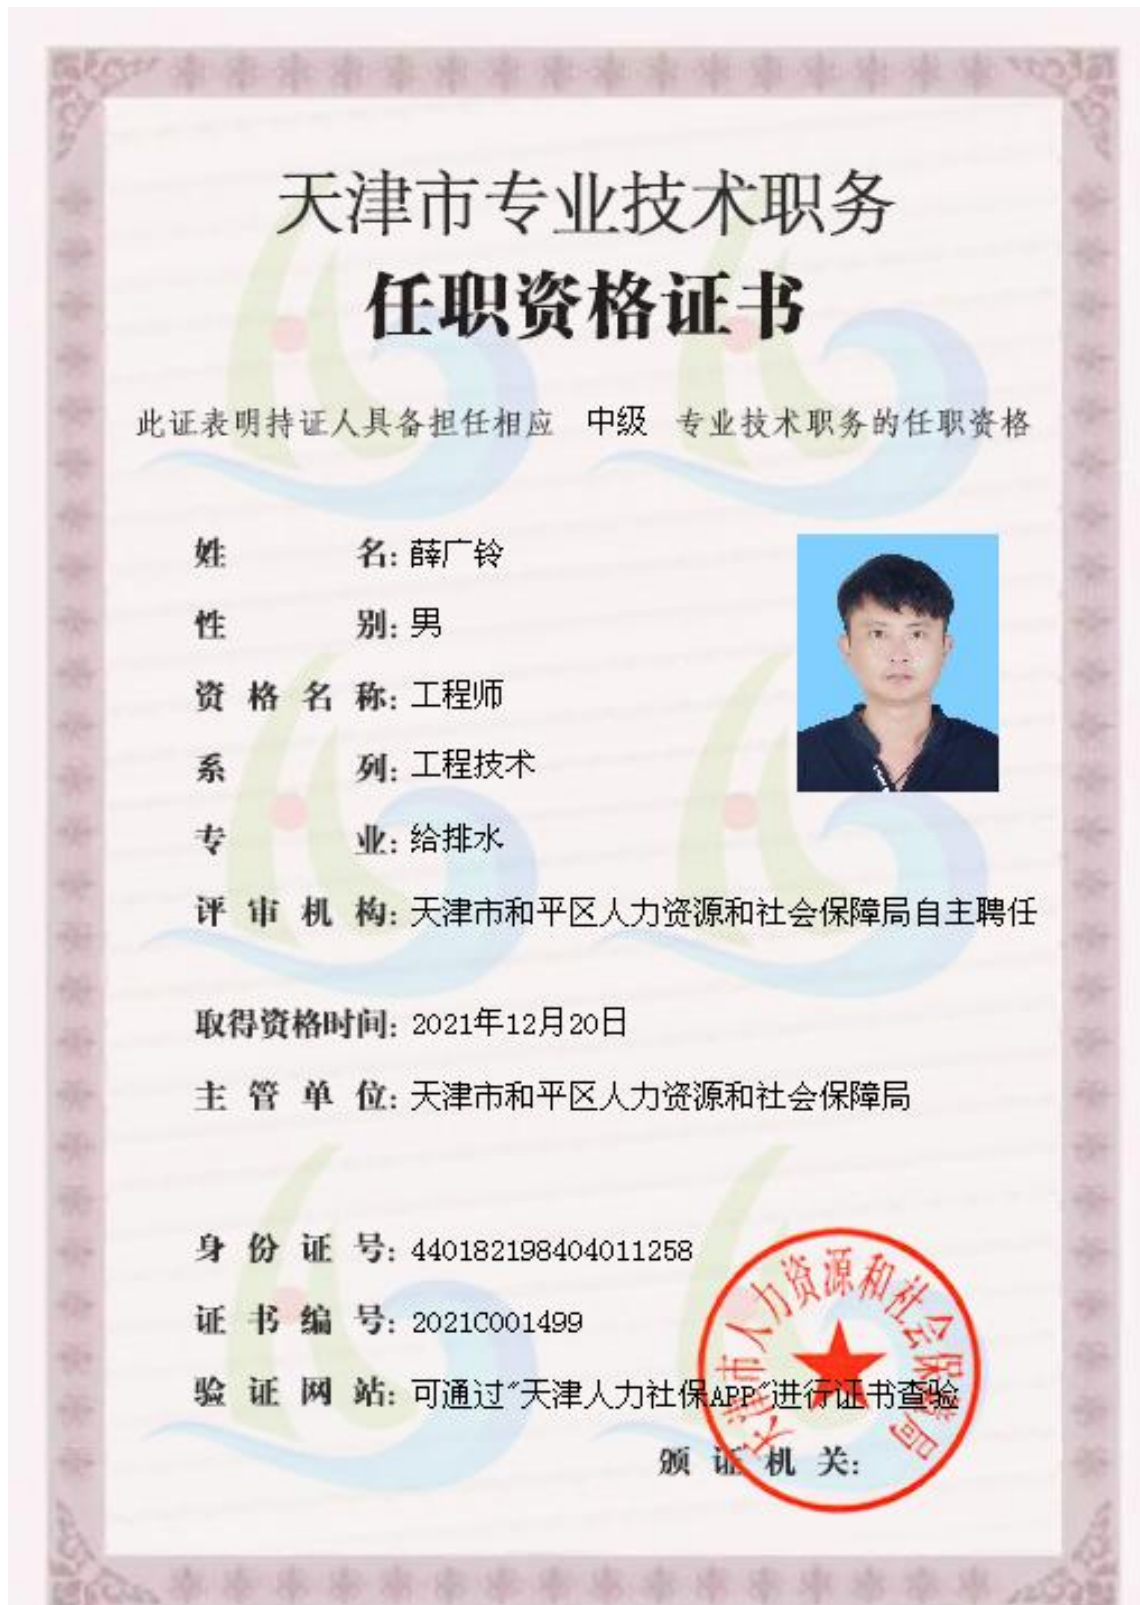 天津市专业技术职务
任职资格证书
此证表明持证人具备担任相应 中级 专业技术职务的任职资格
姓名: 薛广铃
性别: 男
资格名称: 工程师
系列: 工程技术
专业: 给排水
评审机构: 天津市和平区人力资源和社会保障局自主聘任
取得资格时间: 2021年12月20日
主管单位: 天津市和平区人力资源和社会保障局
身份证号: 440182198404011258
证书编号: 2021C001499
验证网站: 可通过"天津人力社保APP"进行证书查验
颁证机关:
天津市人力资源和社会保障局